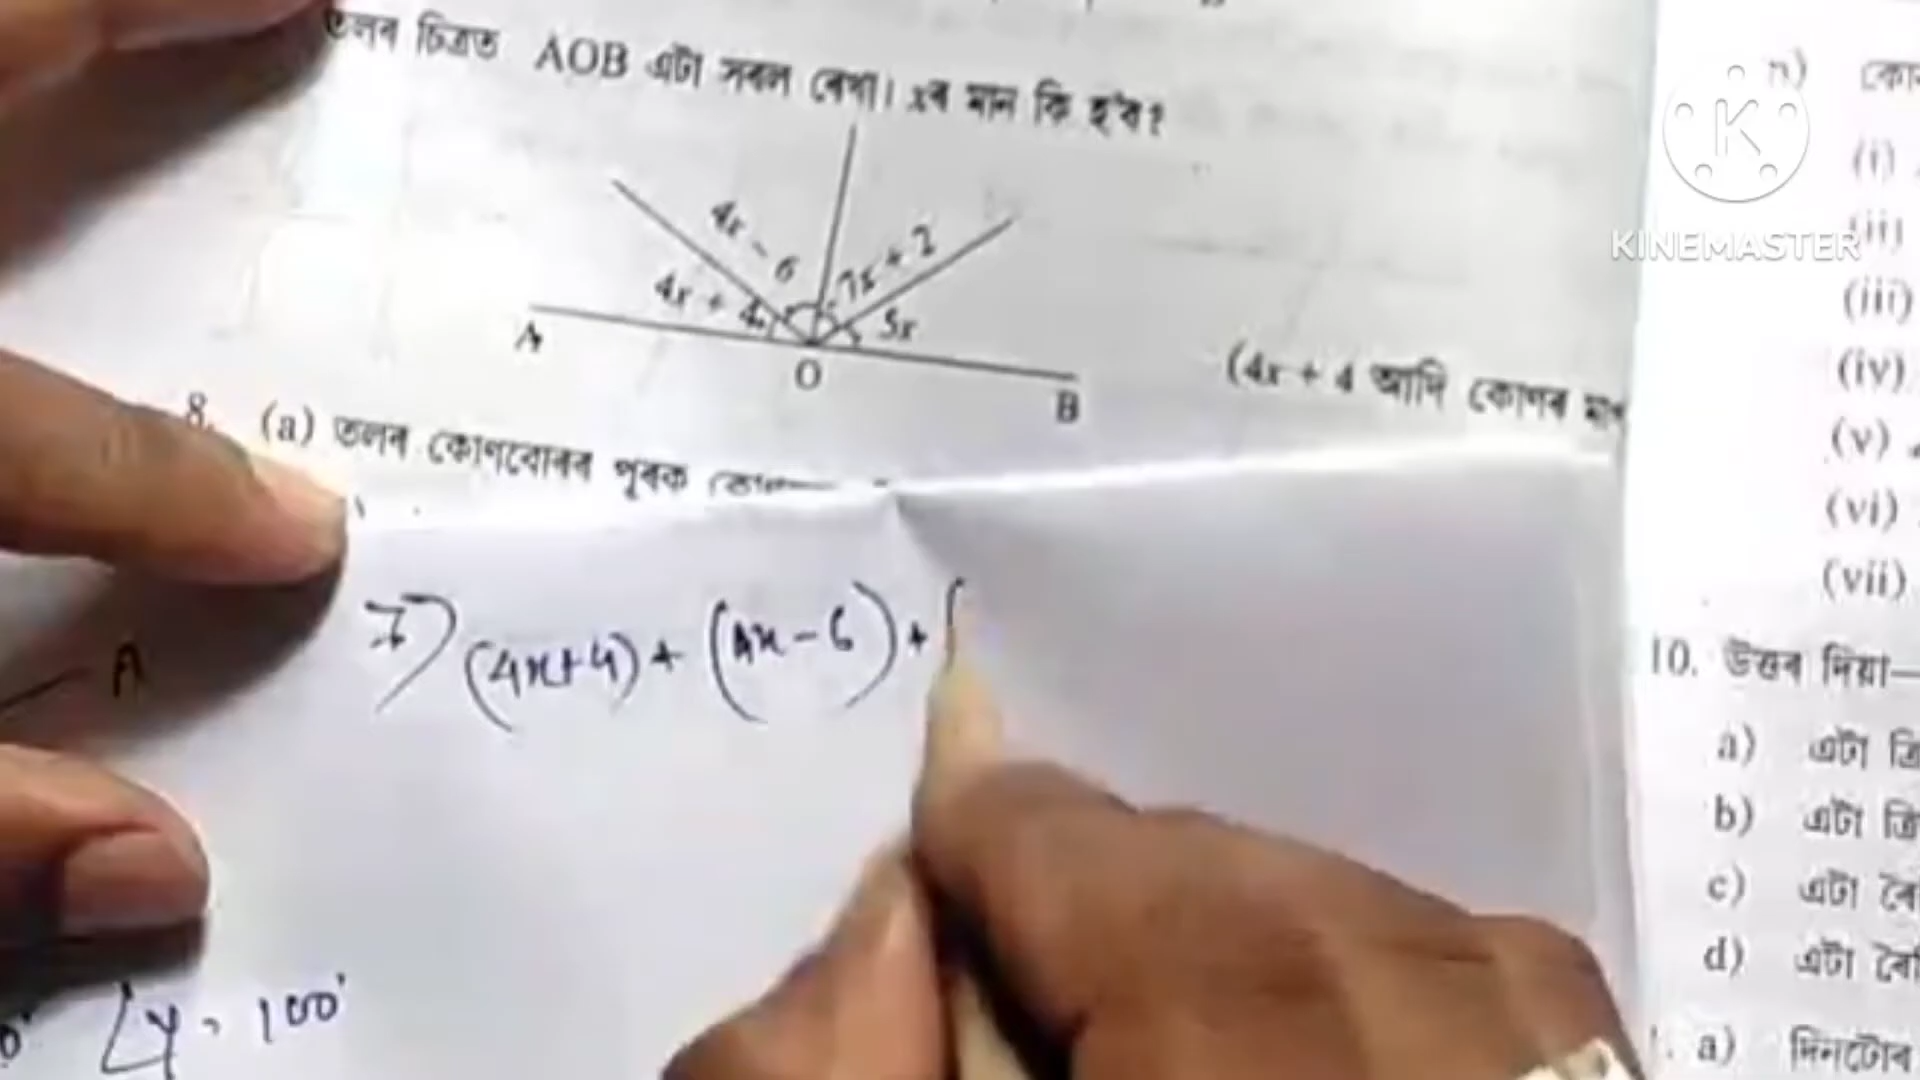 তলৰ চিত্ৰত AOB এটা সৰল ৰেখা। xৰ মান কি হ'ব?
4x - 6
7x + 2
4x + 4
5x
A
O
B
(4x + 4 আদি কোণৰ
8. (a) তলৰ কোণবোৰৰ পূৰক
(4x+4) + (4x-6) + (
A
∠y = 100°
KINEMASTER
(i)
(ii)
(iii)
(iv)
(v)
(vi)
(vii)
10. উত্তৰ দিয়া—
a) এটা
b) এটা
c) এটা
d) এটা
a) দিনটোৰ